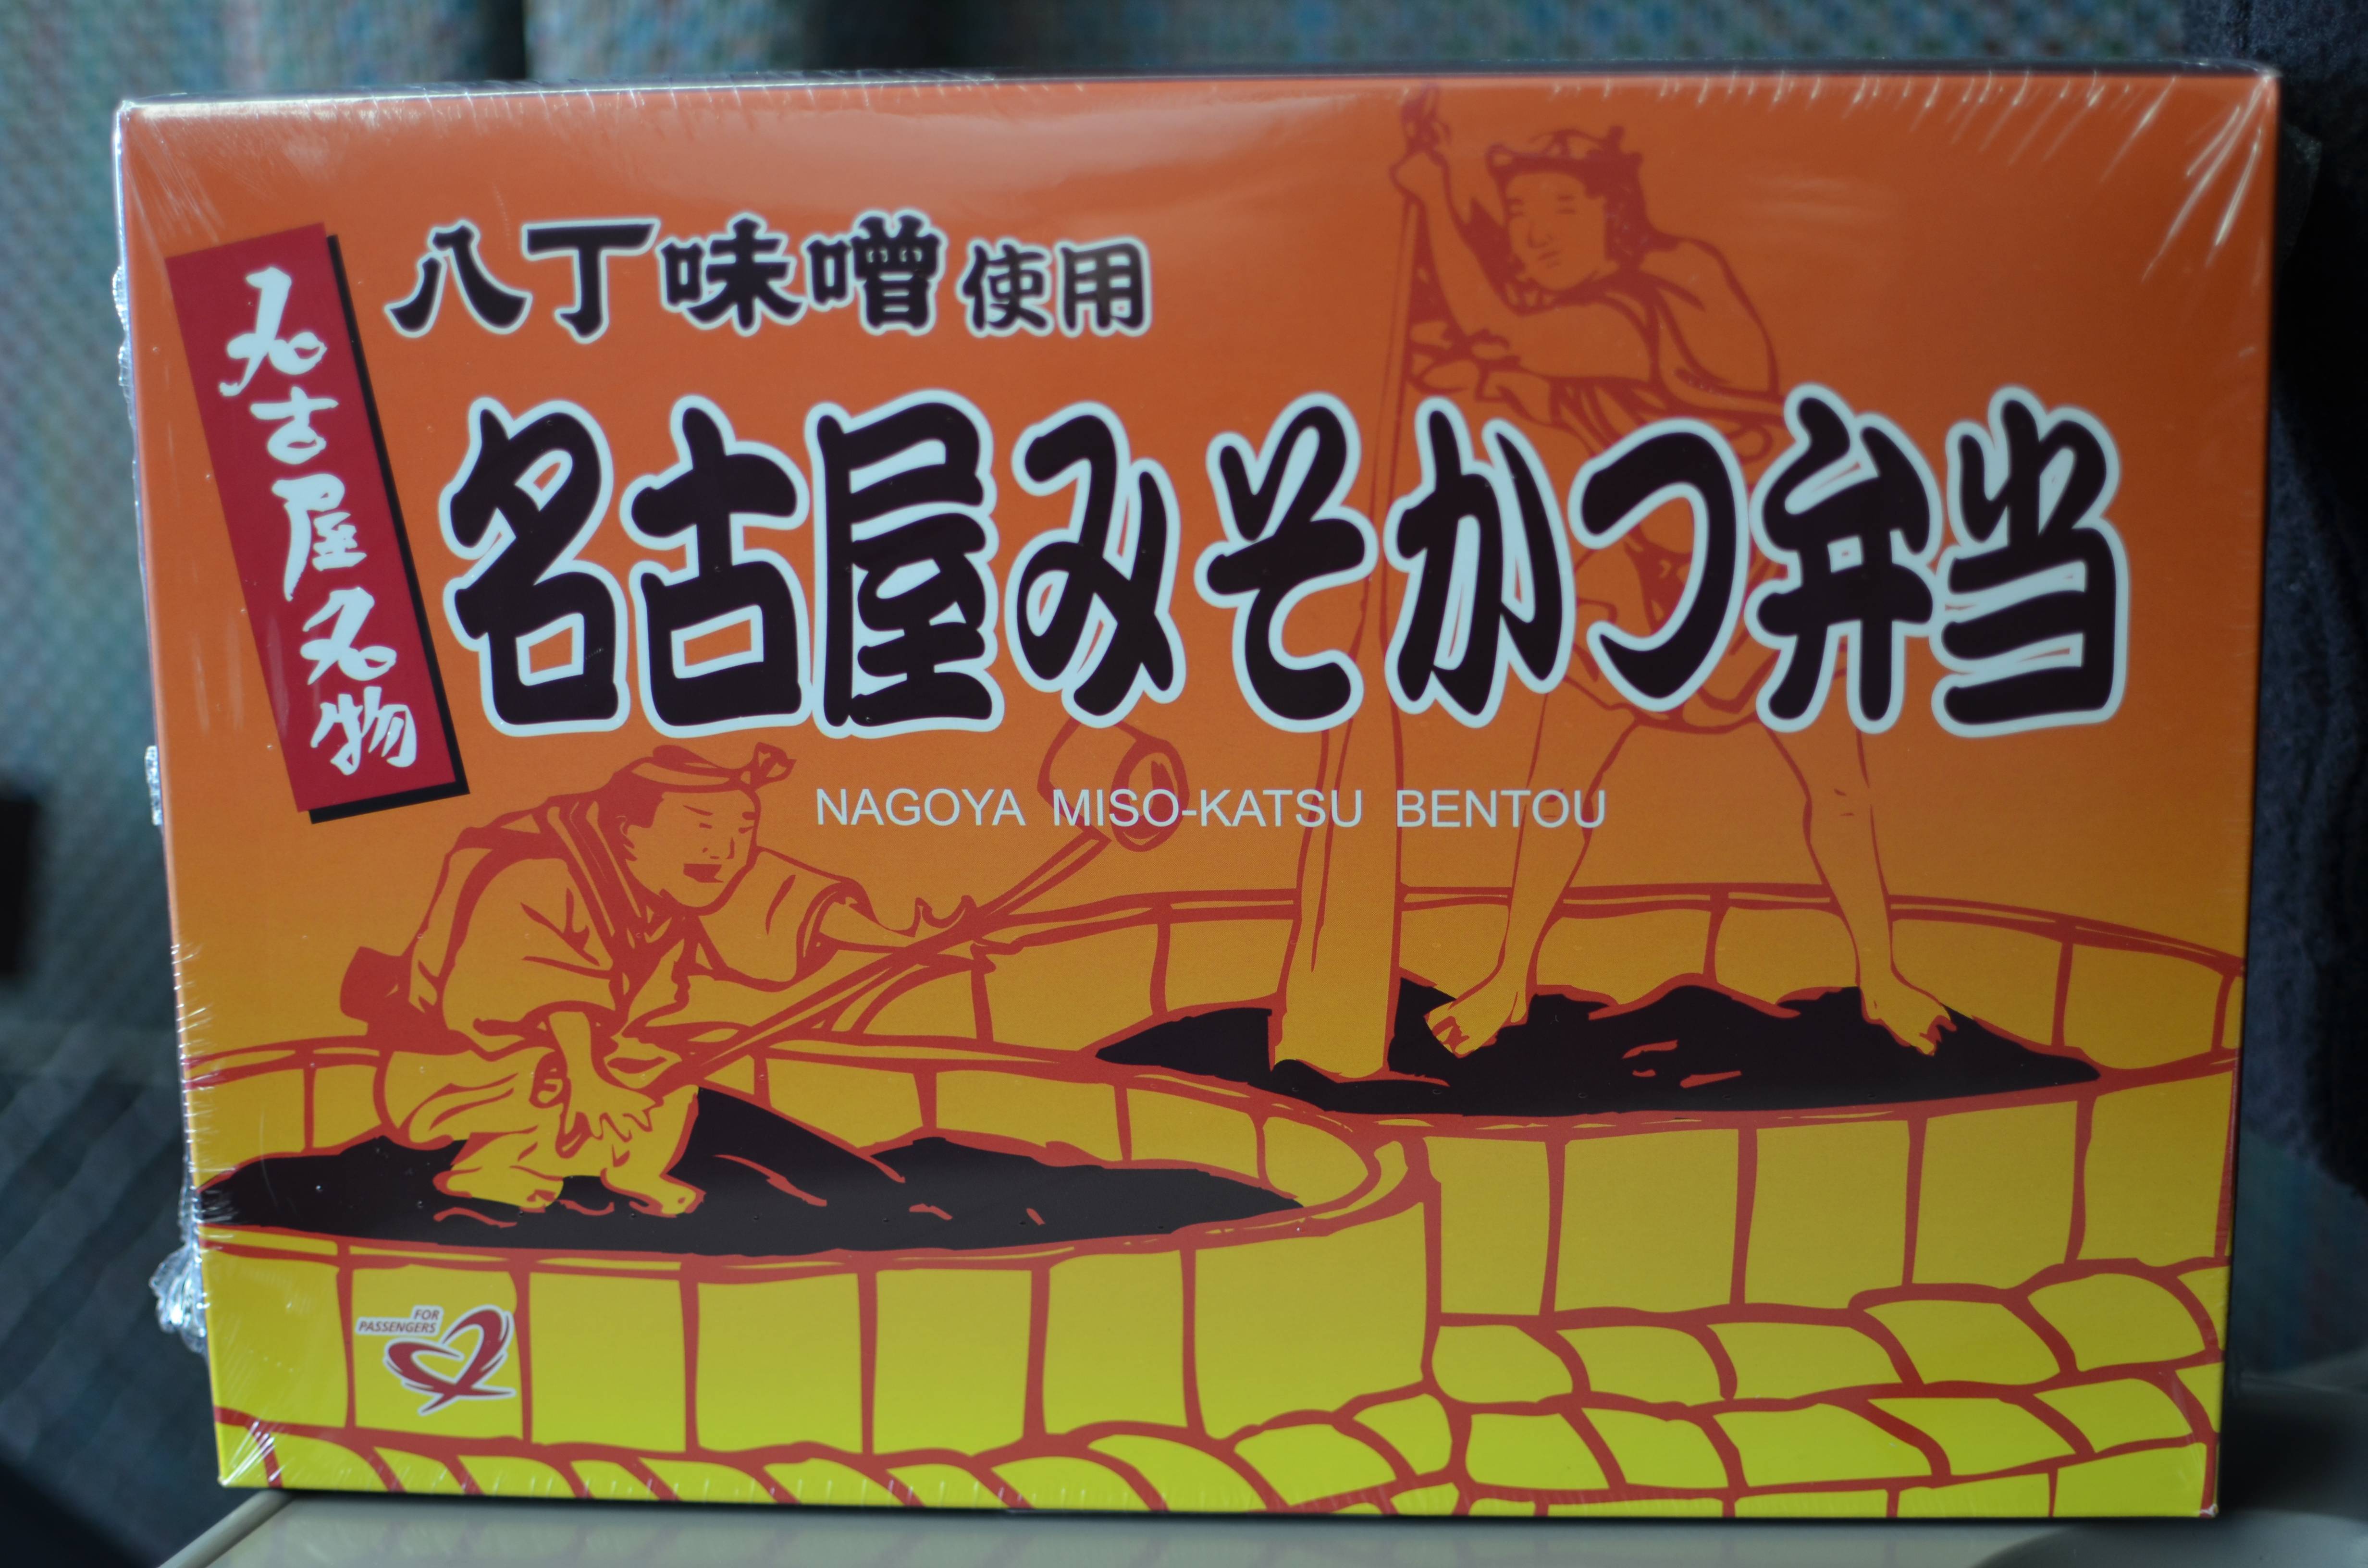 八丁味噌使用
名古屋名物
名古屋みそかつ弁当
NAGOYA MISO-KATSU BENTOU
FOR
PASSENGERS